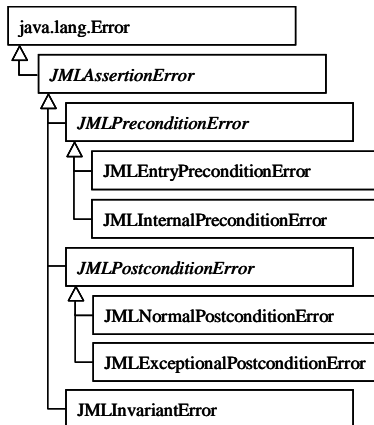 java.lang.Error
JMLAssertionError
JMLPreconditionError
JMLEntryPreconditionError
JMLInternalPreconditionError
JMLPostconditionError
JMLNormalPostconditionError
JMLExceptionalPostconditionError
JMLInvariantError